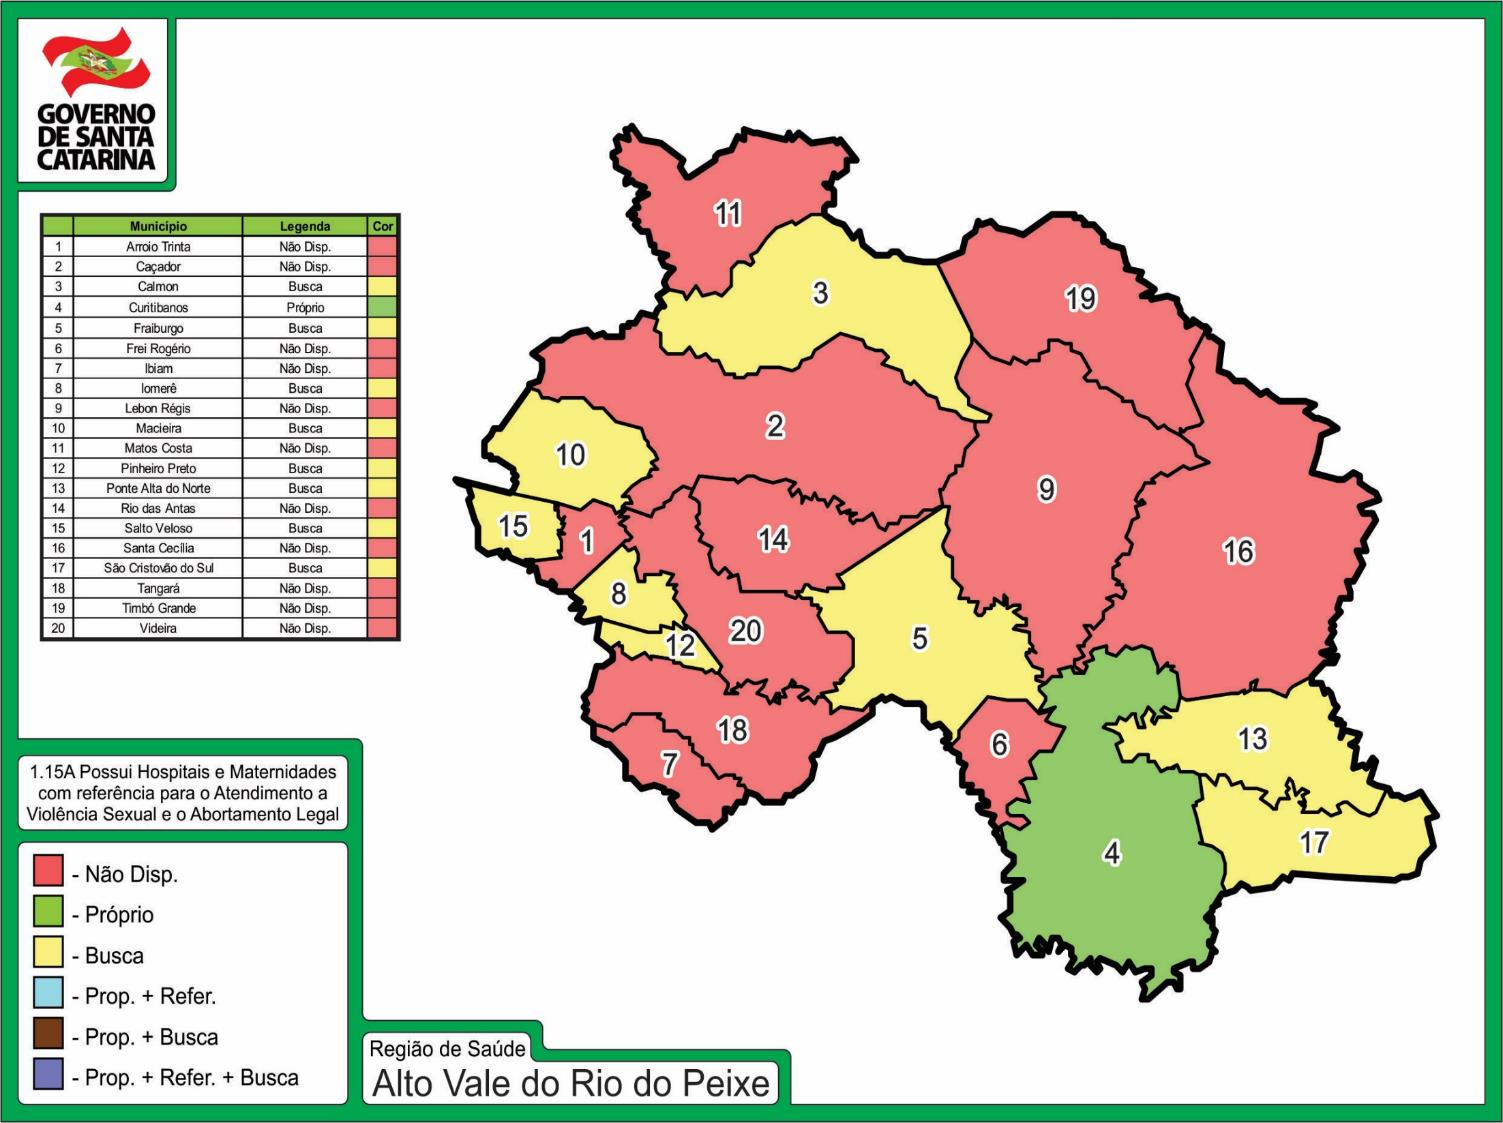 GOVERNO
DE SANTA
CATARINA
Município Legenda Cor
1 Arroio Trinta Não Disp.
2 Caçador Não Disp.
3 Calmon Busca
4 Curitibanos Próprio
5 Fraiburgo Busca
6 Frei Rogério Não Disp.
7 Ibiam Não Disp.
8 Iomerê Busca
9 Lebon Régis Não Disp.
10 Macieira Busca
11 Matos Costa Não Disp.
12 Pinheiro Preto Busca
13 Ponte Alta do Norte Busca
14 Rio das Antas Não Disp.
15 Salto Veloso Busca
16 Santa Cecília Não Disp.
17 São Cristovão do Sul Busca
18 Tangará Não Disp.
19 Timbó Grande Não Disp.
20 Videira Não Disp.
11
3
19
2
10
9
15
1
14
16
8
20
12
5
18
6
13
7
17
4
1.15A Possui Hospitais e Maternidades
com referência para o Atendimento a
Violência Sexual e o Abortamento Legal
- Não Disp.
- Próprio
- Busca
- Prop. + Refer.
- Prop. + Busca
- Prop. + Refer. + Busca
Região de Saúde
Alto Vale do Rio do Peixe